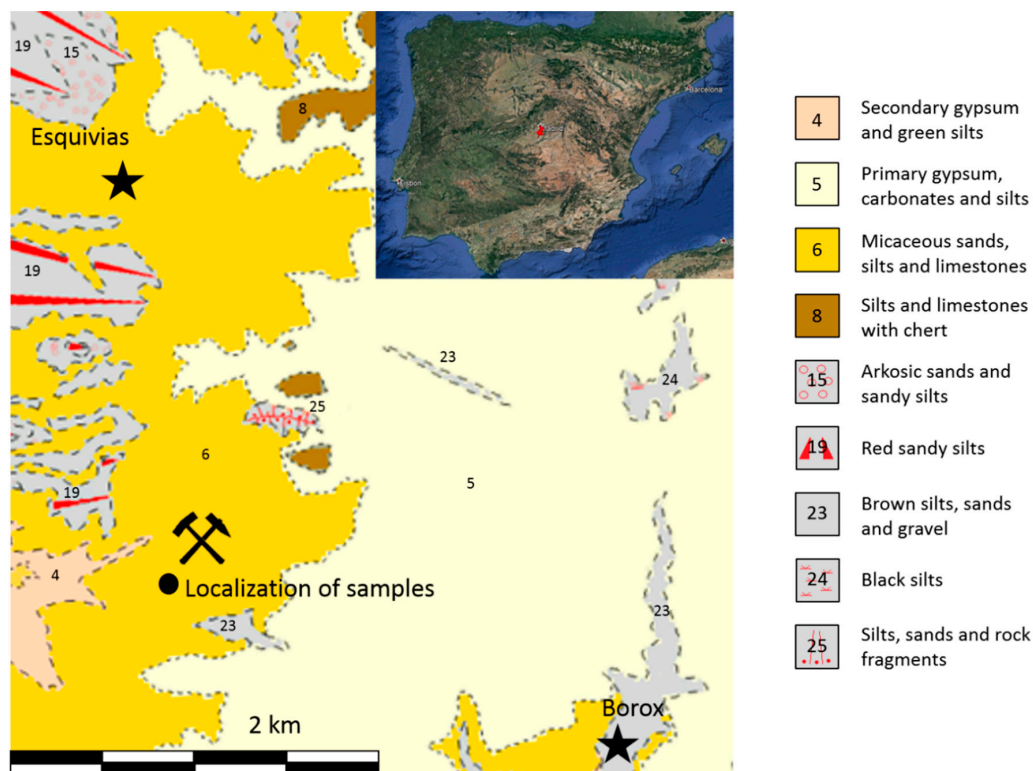 19
15
8
Esquivias
Barcelona
19
23
24
25
6
5
19
4
Localization of samples
23
23
2 km
Borox
4 Secondary gypsum
and green silts
5 Primary gypsum,
carbonates and silts
6 Micaceous sands,
silts and limestones
8 Silts and limestones
with chert
15 Arkosic sands and
sandy silts
19 Red sandy silts
23 Brown silts, sands
and gravel
24 Black silts
25 Silts, sands and rock
fragments